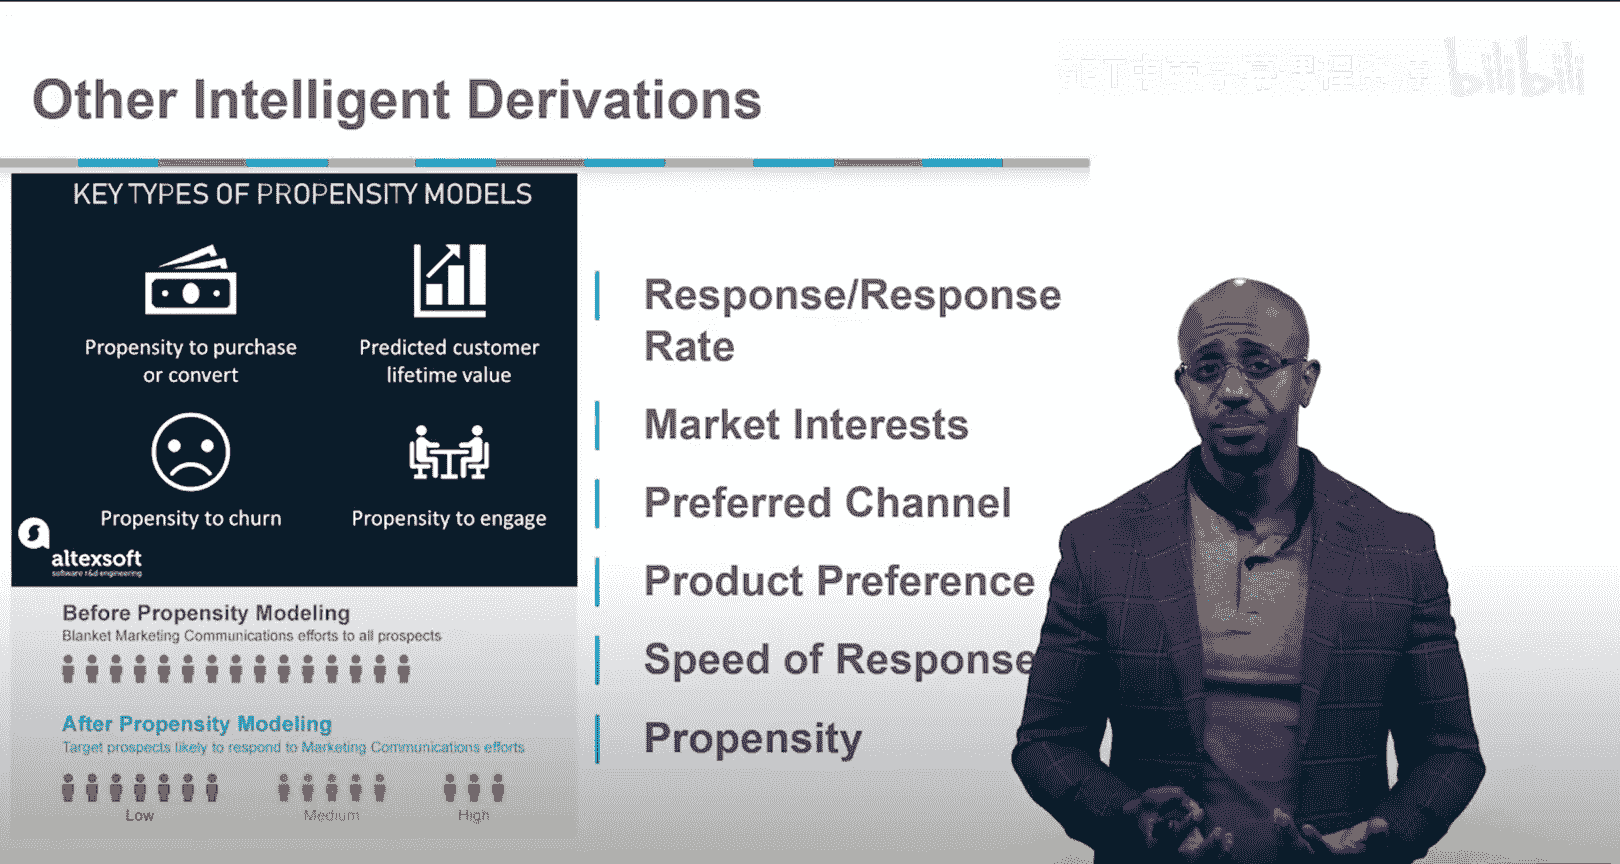 bilibili
Other Intelligent Derivations
KEY TYPES OF PROPENSITY MODELS
Propensity to purchase
or convert
Predicted customer
lifetime value
Propensity to churn
Propensity to engage
altexsoft
software r&d engineering
Before Propensity Modeling
Blanket Marketing Communications efforts to all prospects
After Propensity Modeling
Target prospects likely to respond to Marketing Communications efforts
Low
Medium
High
Response/Response
Rate
Market Interests
Preferred Channel
Product Preference
Speed of Response
Propensity